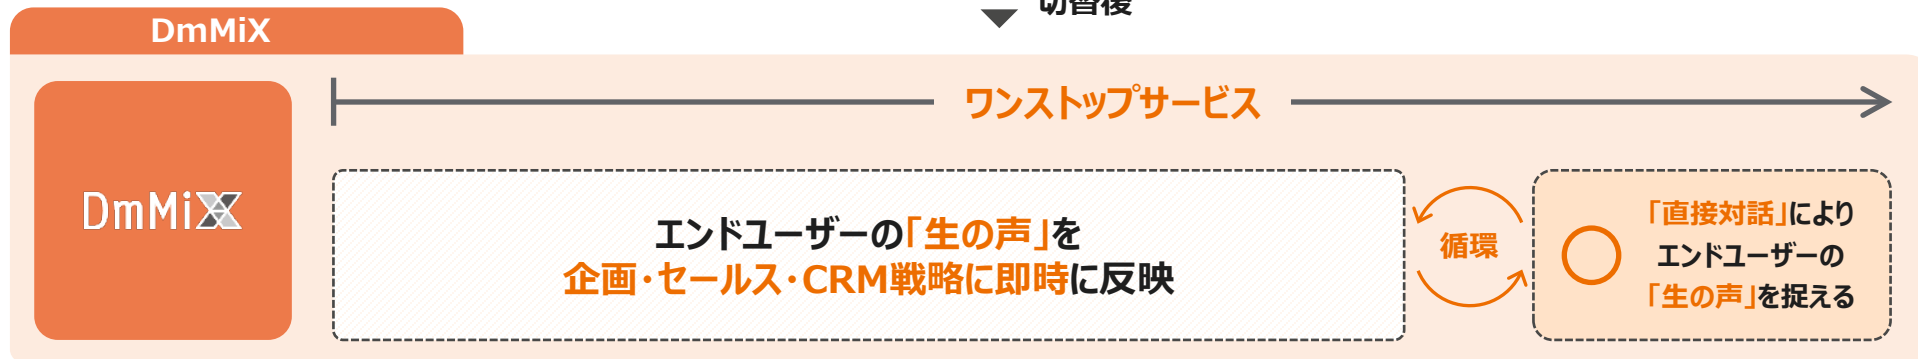 切替後
DmMiX
ワンストップサービス
DmMiX
エンドユーザーの「生の声」を
企画・セールス・CRM戦略に即時に反映
循環
「直接対話」により
エンドユーザーの
「生の声」を捉える